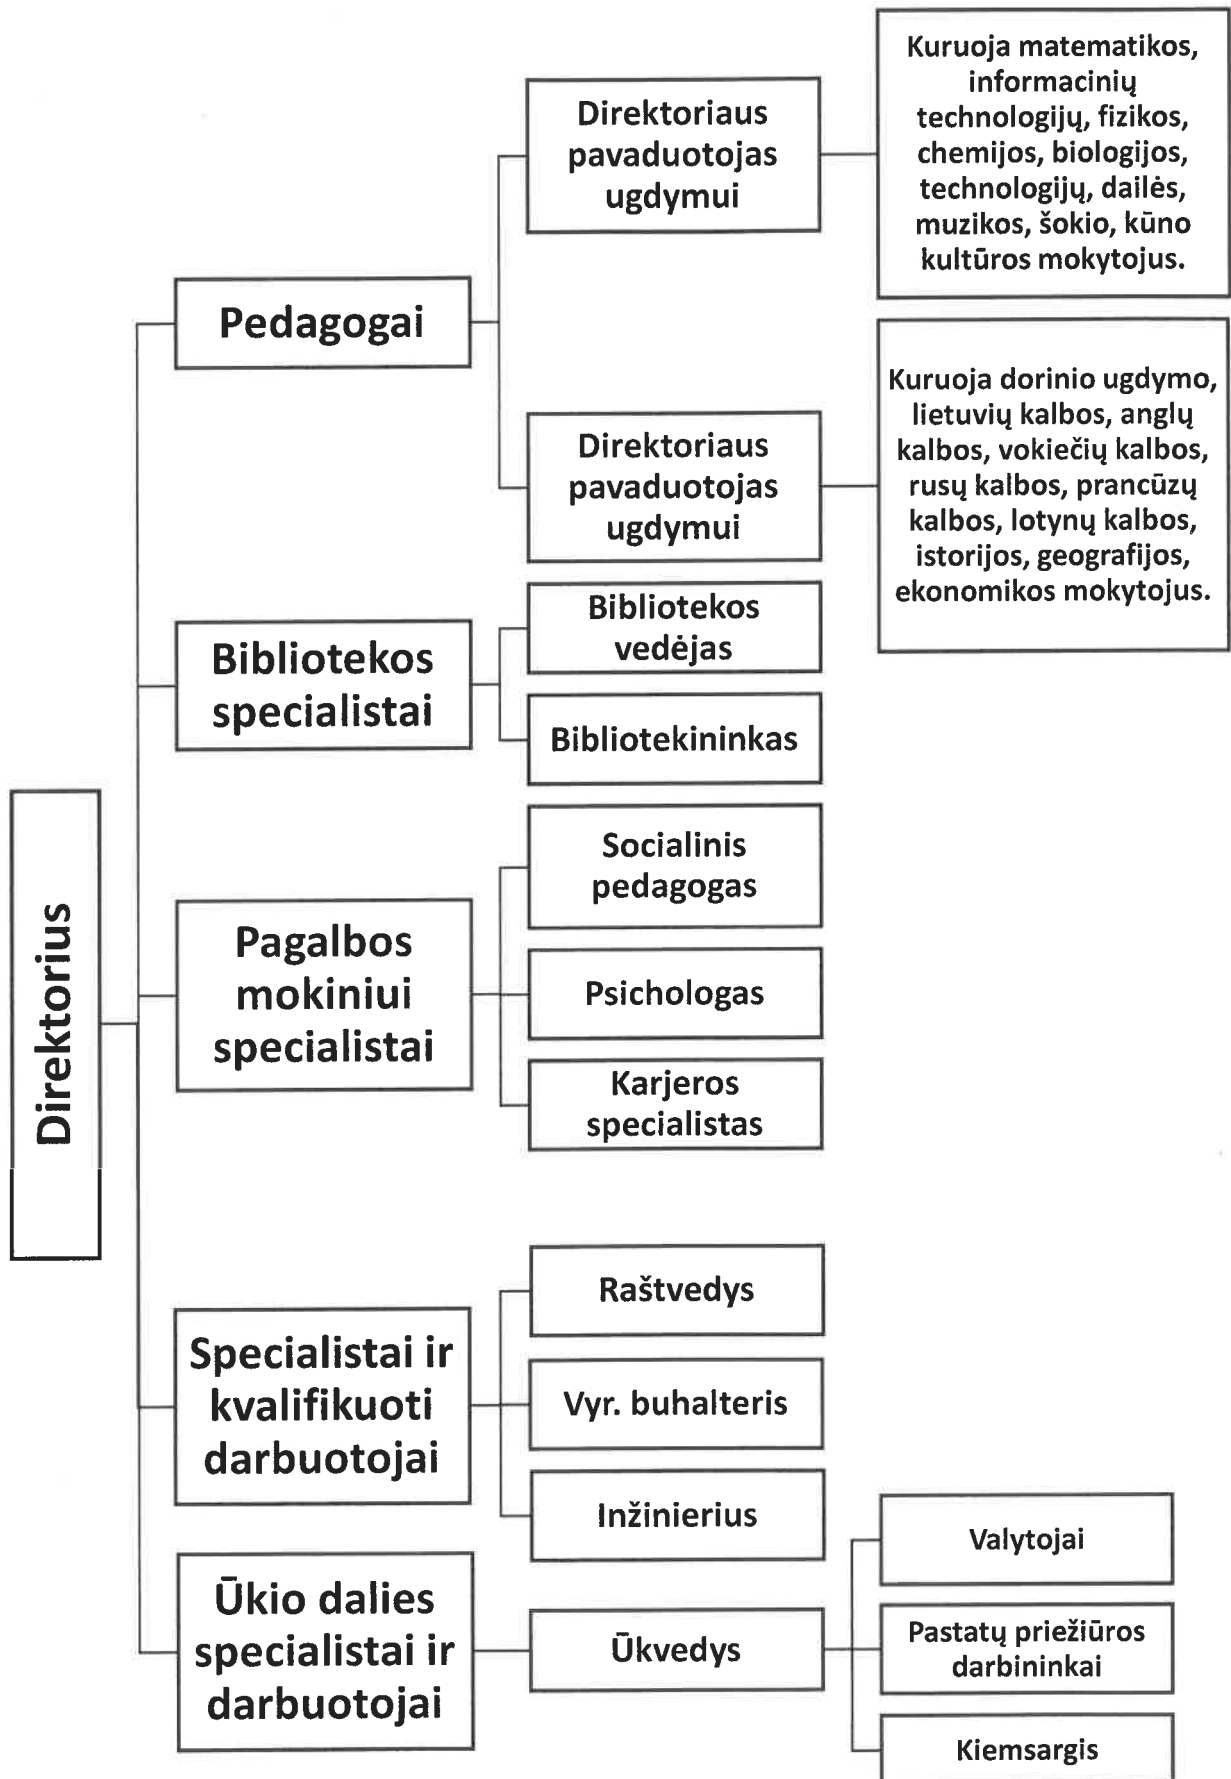 Direktorius
Pedagogai
Direktoriaus
pavaduotojas
ugdymui
Kuruoja matematikos,
informacinių
technologijų, fizikos,
chemijos, biologijos,
technologijų, dailės,
muzikos, šokio, kūno
kultūros mokytojus.
Direktoriaus
pavaduotojas
ugdymui
Kuruoja dorinio ugdymo,
lietuvių kalbos, anglų
kalbos, vokiečių kalbos,
rusų kalbos, prancūzų
kalbos, lotynų kalbos,
istorijos, geografijos,
ekonomikos mokytojus.
Bibliotekos
specialistai
Bibliotekos
vedėjas
Bibliotekininkas
Pagalbos
mokiniui
specialistai
Socialinis
pedagogas
Psichologas
Karjeros
specialistas
Specialistai ir
kvalifikuoti
darbuotojai
Raštvedys
Vyr. buhalteris
Inžinierius
Ūkio dalies
specialistai ir
darbuotojai
Ūkvedys
Valytojai
Pastatų priežiūros
darbininkai
Kiemsargis